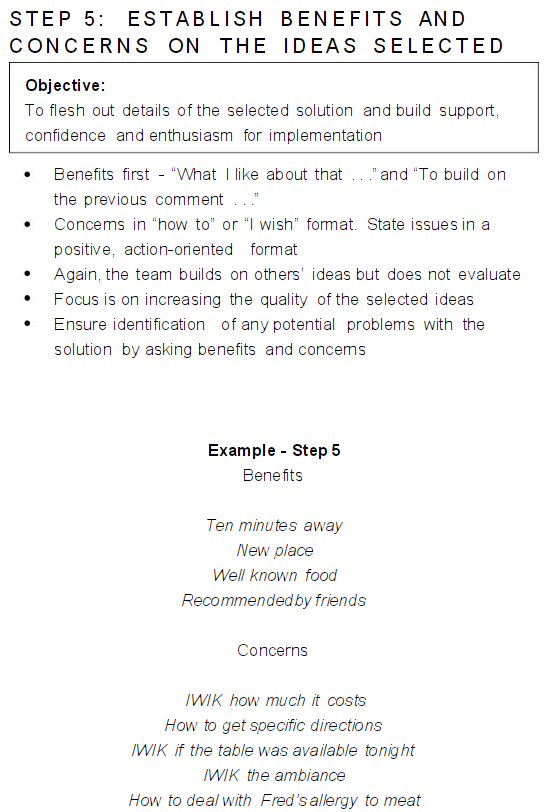 STEP 5: ESTABLISH BENEFITS AND
CONCERNS ON THE IDEAS SELECTED
Objective:
To flesh out details of the selected solution and build support,
confidence and enthusiasm for implementation
• Benefits first - “What I like about that . . .” and “To build on
the previous comment . . .”
• Concerns in “how to” or “I wish” format. State issues in a
positive, action-oriented format
• Again, the team builds on others’ ideas but does not evaluate
• Focus is on increasing the quality of the selected ideas
• Ensure identification of any potential problems with the
solution by asking benefits and concerns
Example - Step 5
Benefits
Ten minutes away
New place
Well known food
Recommended by friends
Concerns
IWIK how much it costs
How to get specific directions
IWIK if the table was available tonight
IWIK the ambiance
How to deal with Fred’s allergy to meat